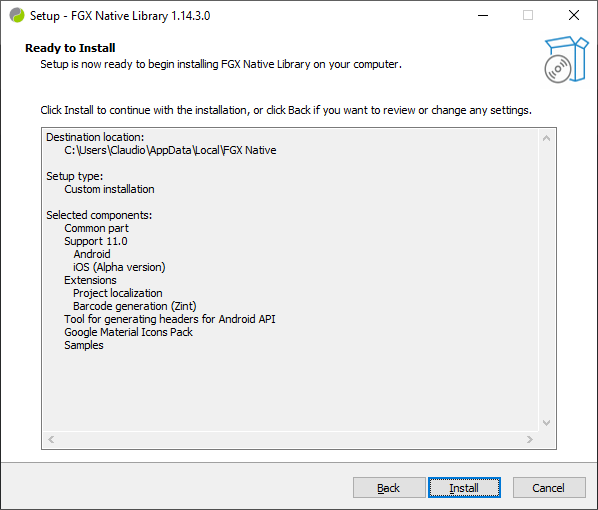 Setup - FGX Native Library 1.14.3.0
Ready to Install
Setup is now ready to begin installing FGX Native Library on your computer.
Click Install to continue with the installation, or click Back if you want to review or change any settings.
Destination location:
C:\Users\Claudio\AppData\Local\FGX Native
Setup type:
Custom installation
Selected components:
Common part
Support 11.0
Android
iOS (Alpha version)
Extensions
Project localization
Barcode generation (Zint)
Tool for generating headers for Android API
Google Material Icons Pack
Samples
Back
Install
Cancel